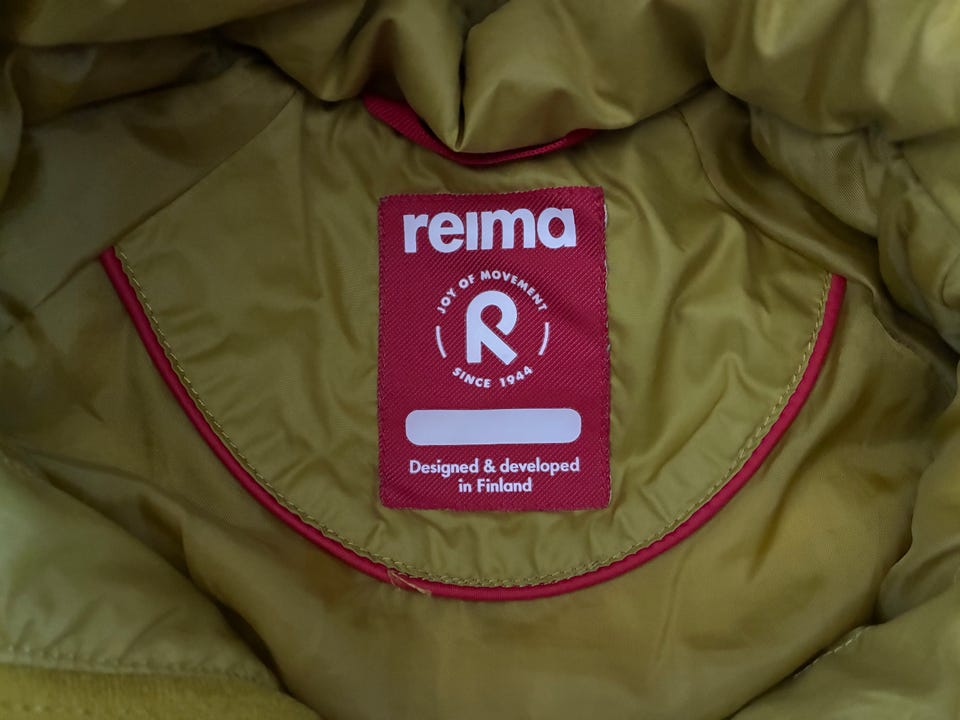 reima
JOY OF MOVEMENT
R
SINCE 1944
Designed & developed
in Finland